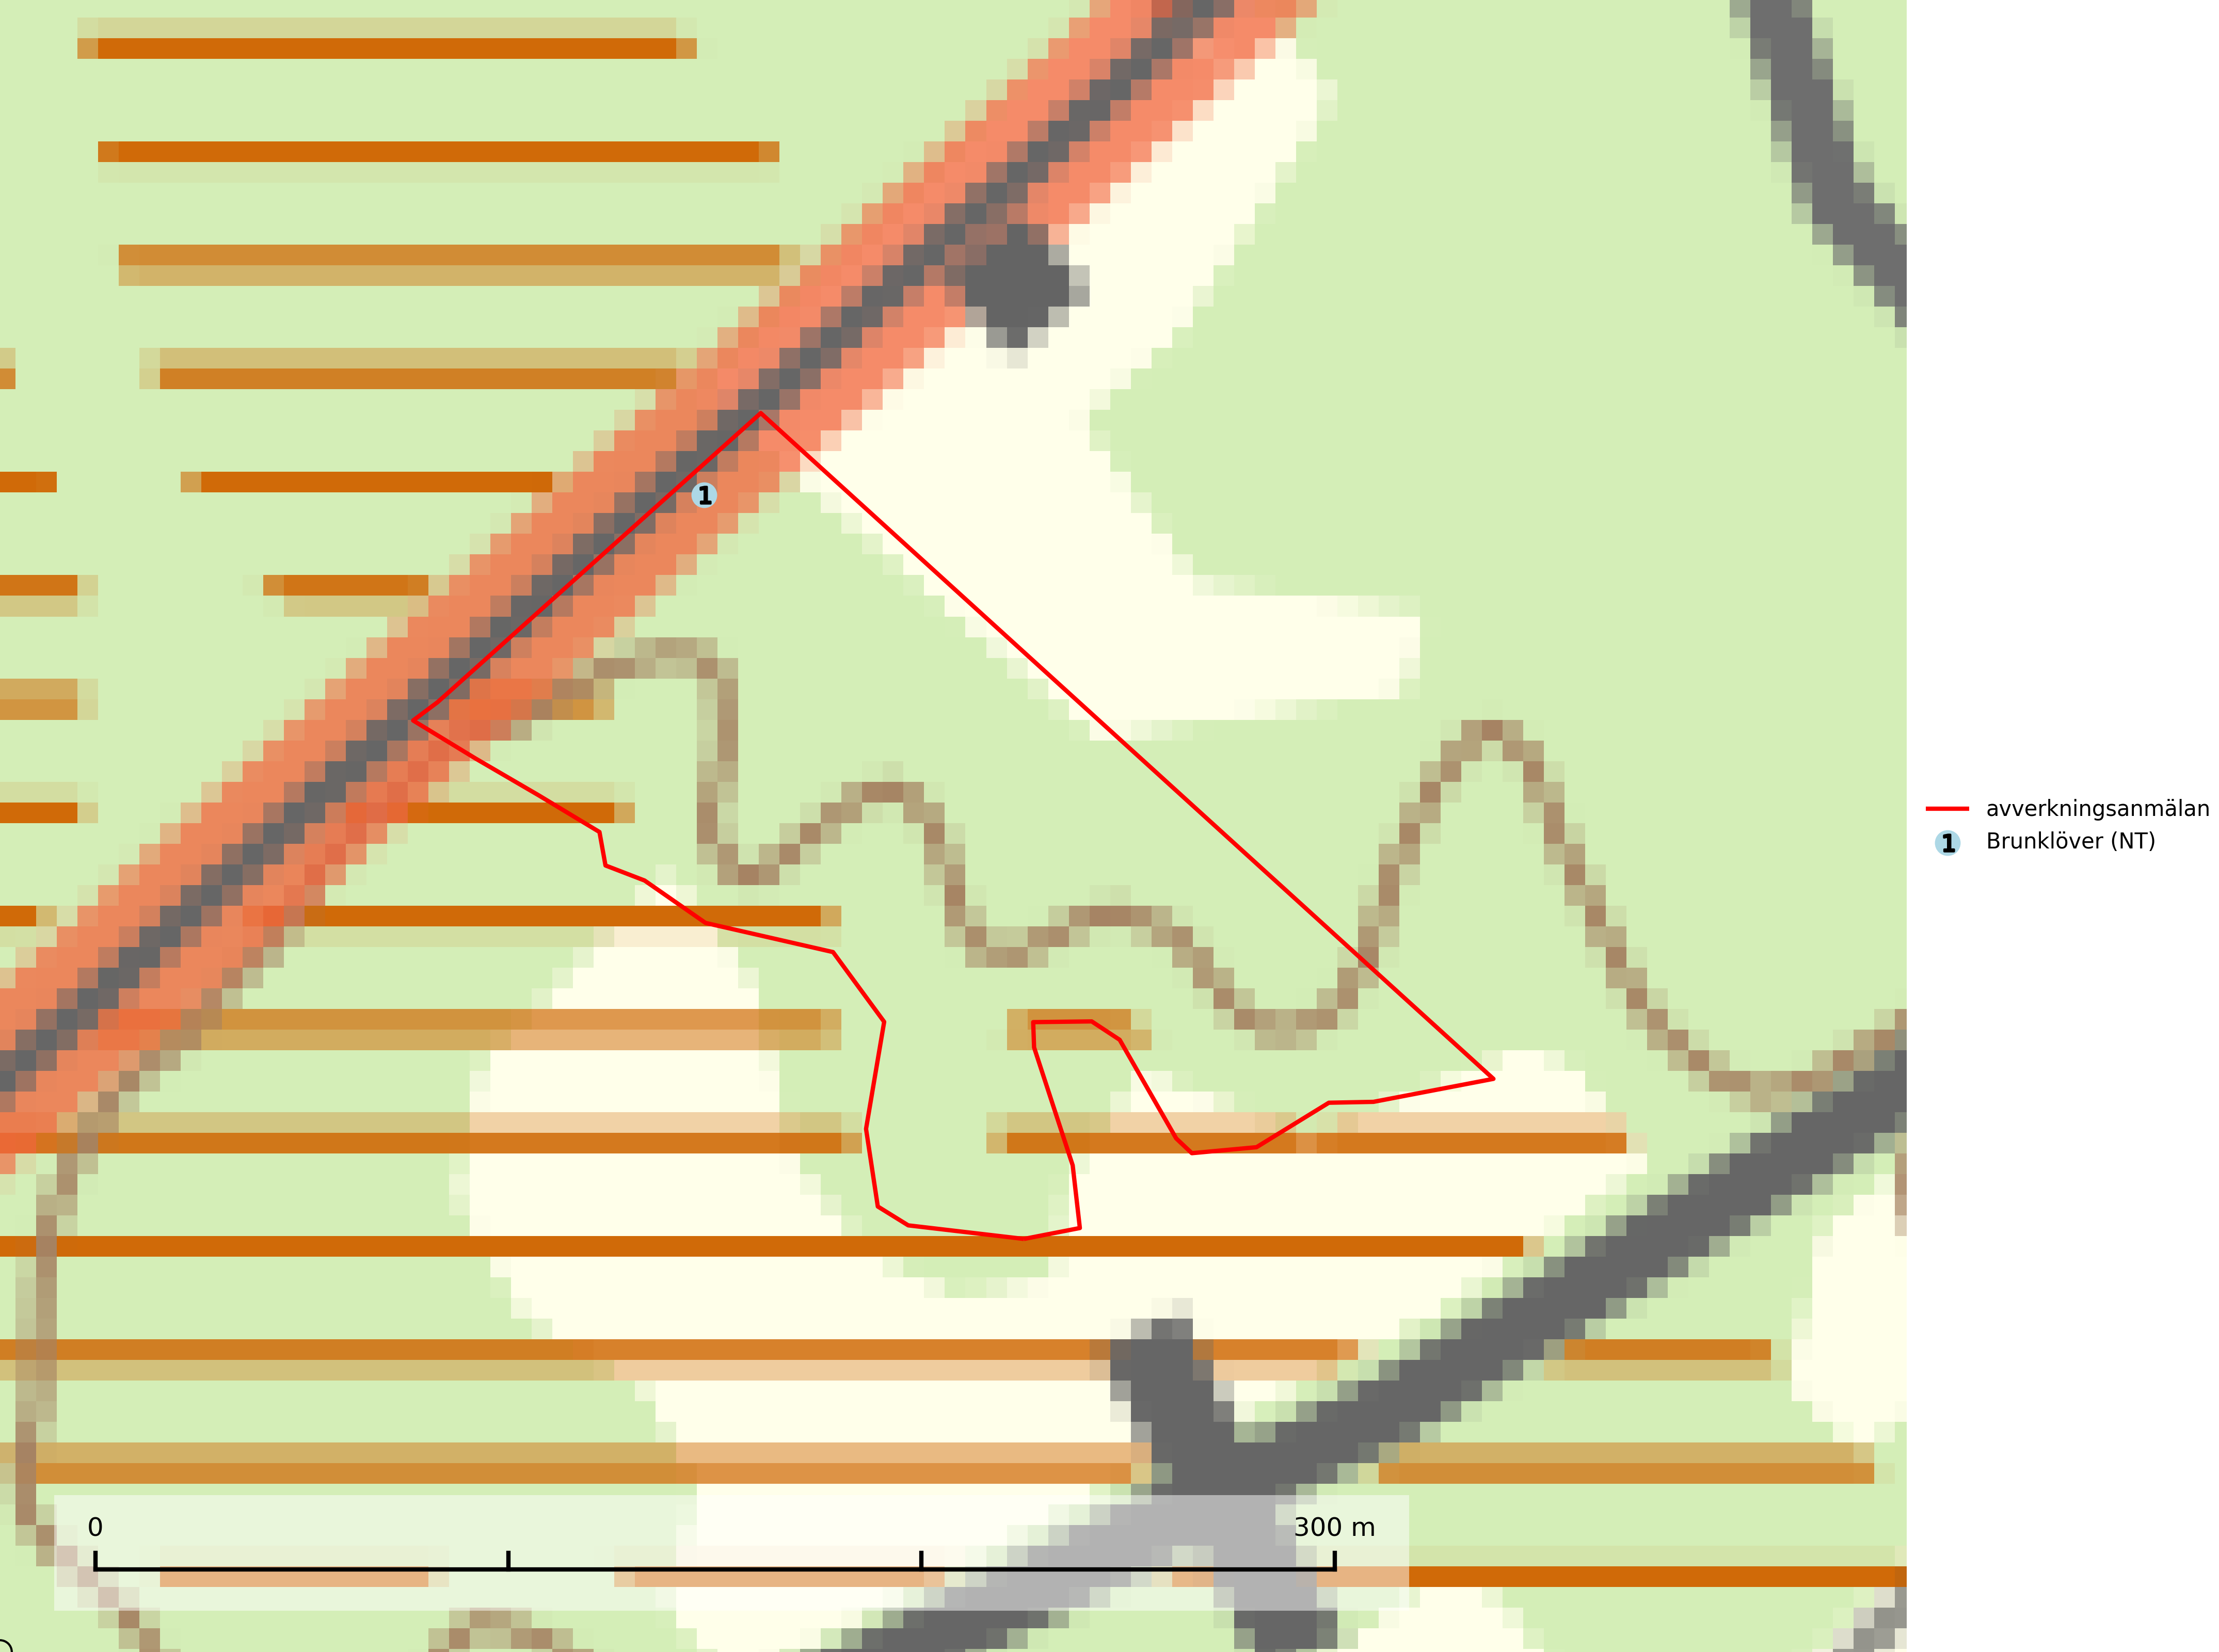 1
avverkningsanmälan
1 Brunklöver (NT)
0 300 m